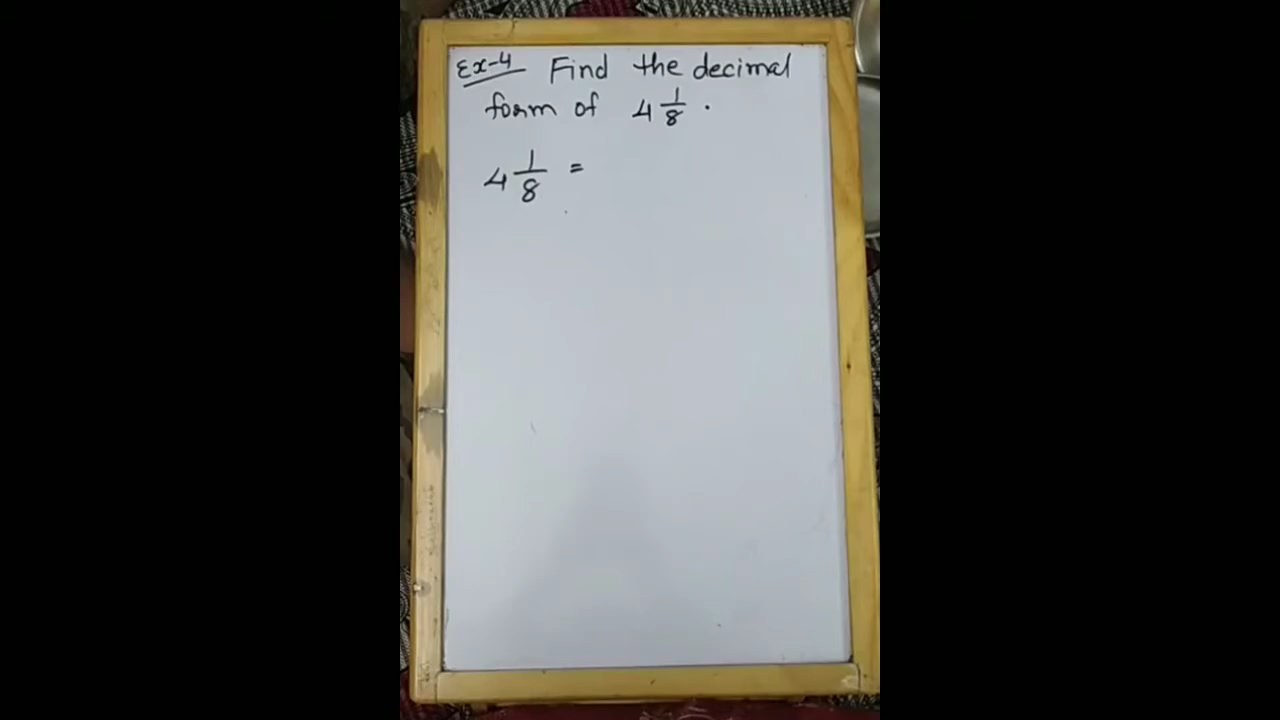 Ex-4 Find the decimal
form of 4 1/8.
4 1/8 =